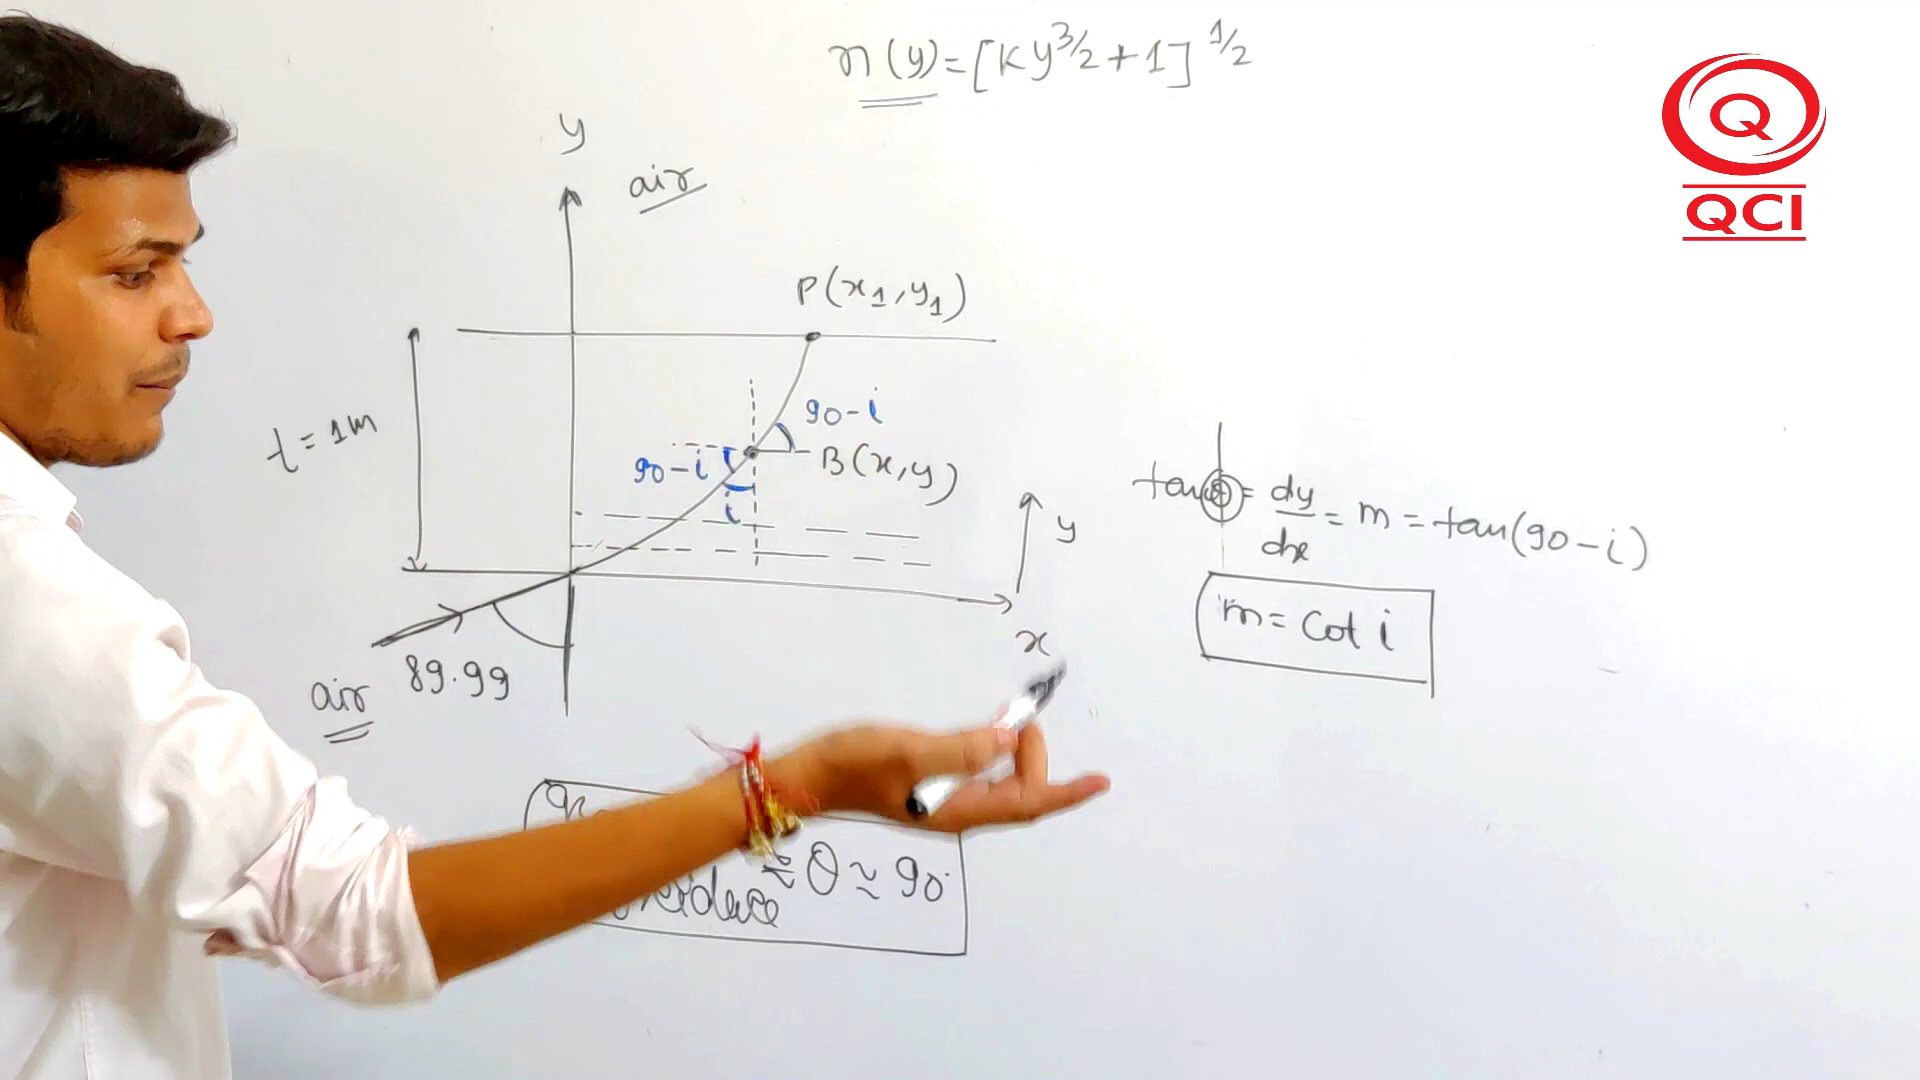 n(y)=[Ky^3/2+1]^1/2
Q
QCI
y
air
P(x1,y1)
t=1m
90-i
90-i
B(x,y)
i
y
x
air
89.99
tanθ=dy/dx=m=tan(90-i)
m=Cot i
≈θ≈90°